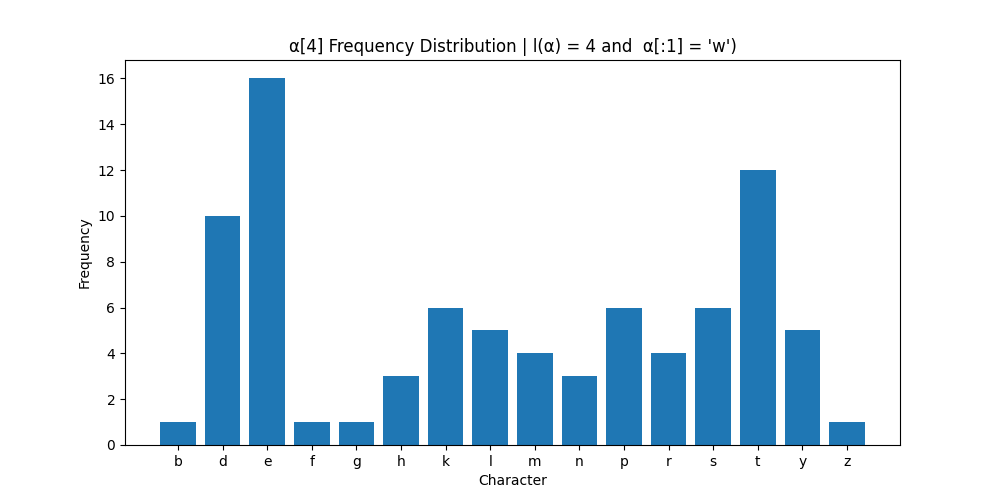 α[4] Frequency Distribution | l(α) = 4 and  α[:1] = 'w')
16
14
12
10
8
6
4
2
0
Frequency
b d e f g h k l m n p r s t y z
Character